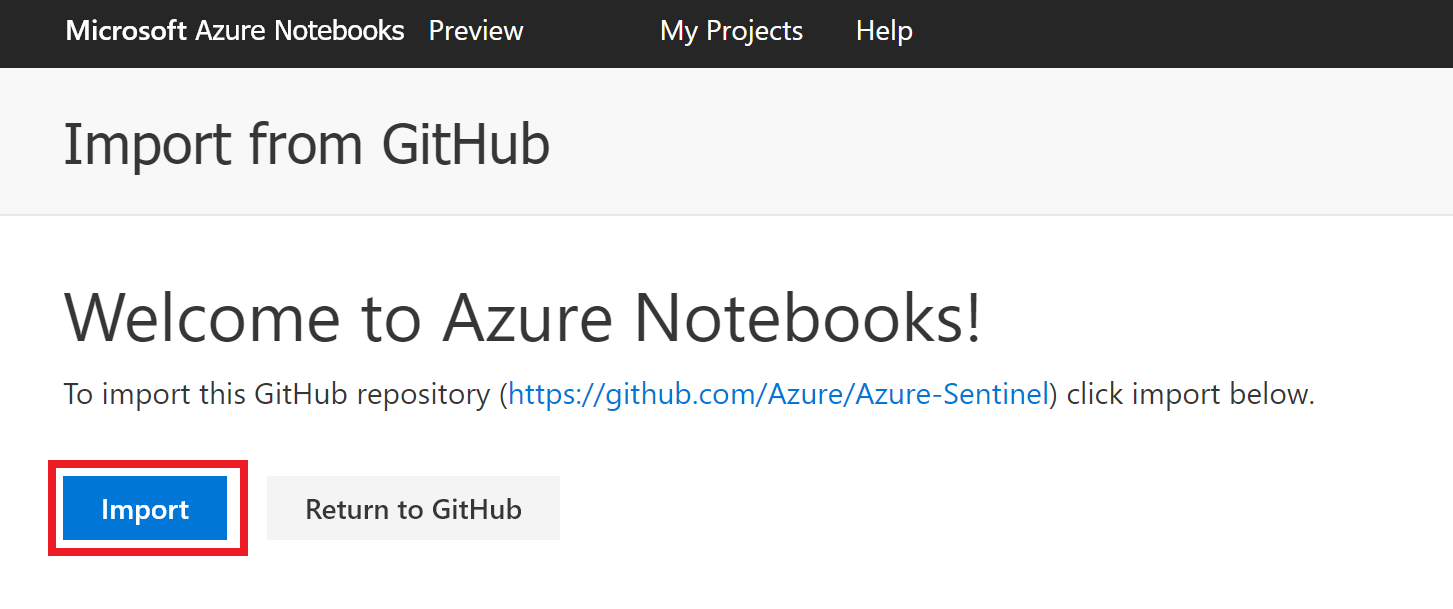 Microsoft Azure Notebooks Preview My Projects Help
Import from GitHub
Welcome to Azure Notebooks!
To import this GitHub repository (https://github.com/Azure/Azure-Sentinel) click import below.
Import Return to GitHub